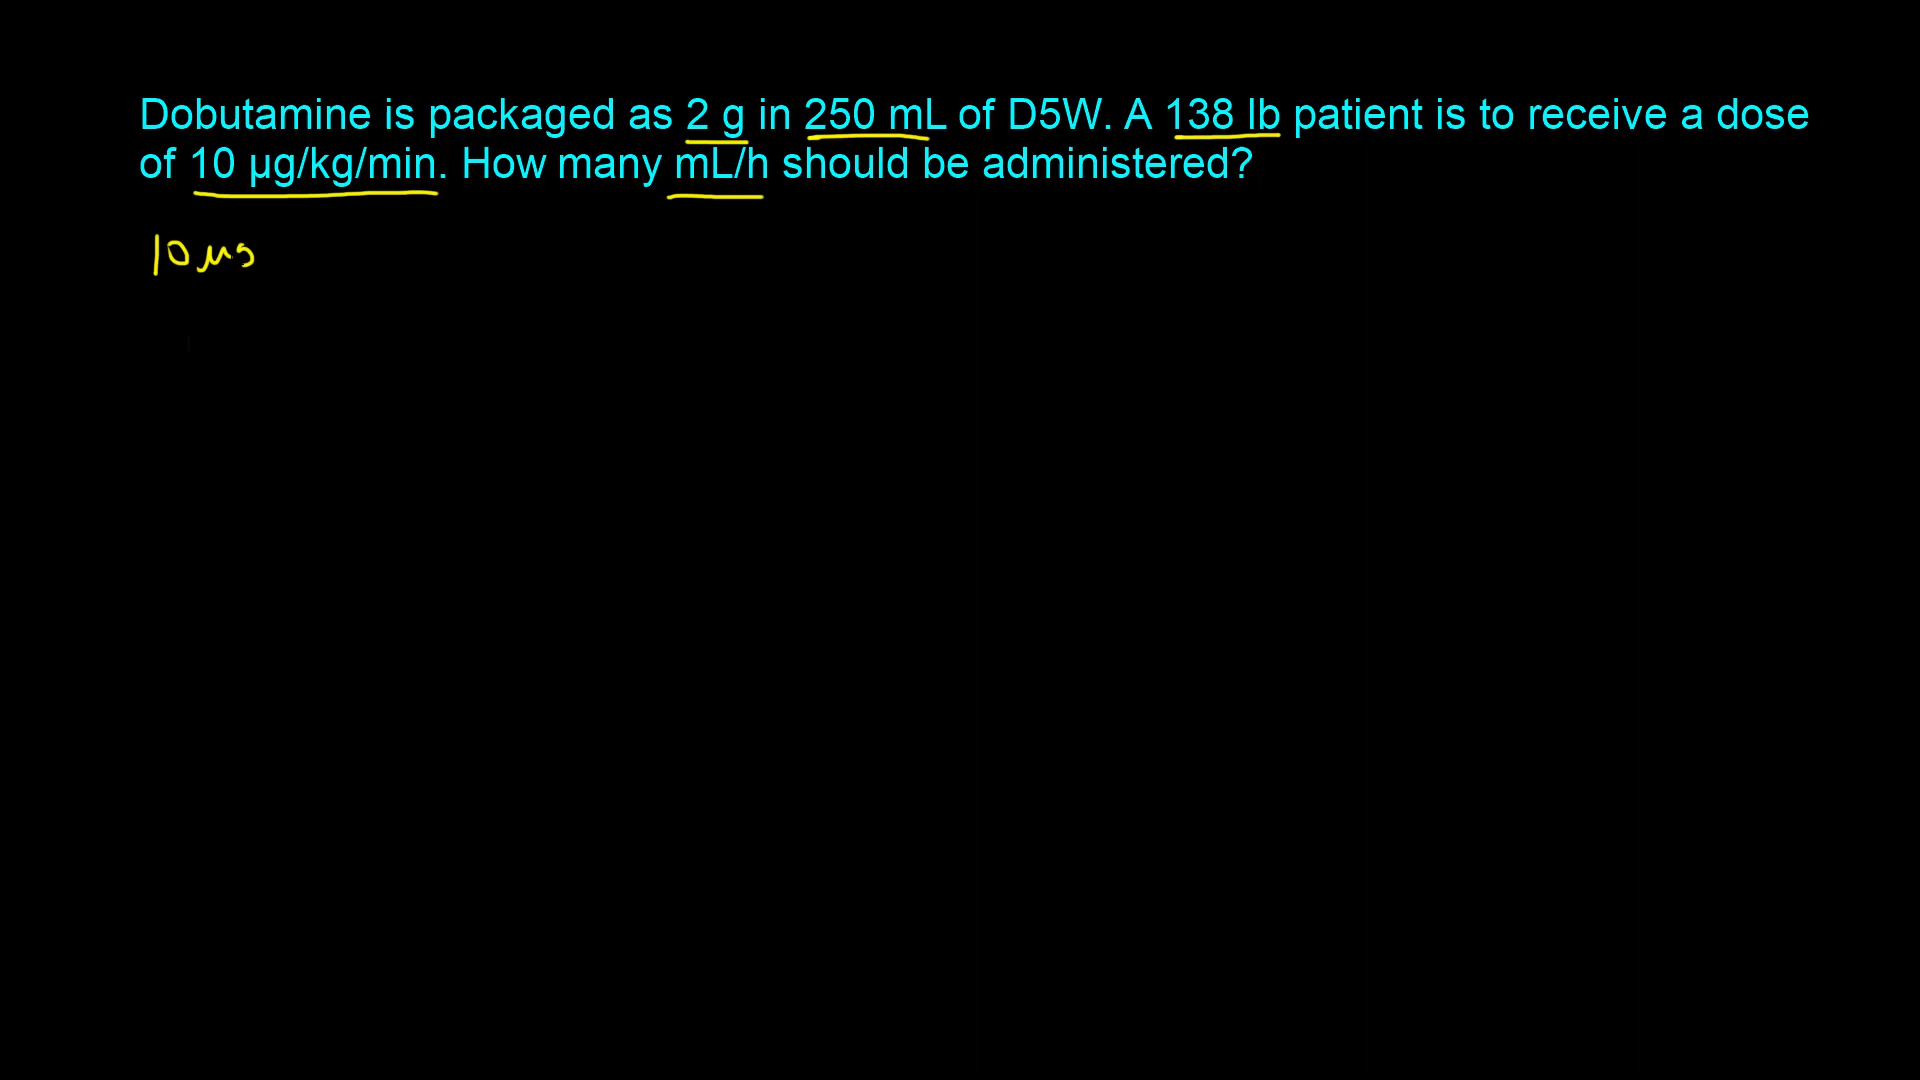 Dobutamine is packaged as 2 g in 250 mL of D5W. A 138 lb patient is to receive a dose
of 10 µg/kg/min. How many mL/h should be administered?
10 µg